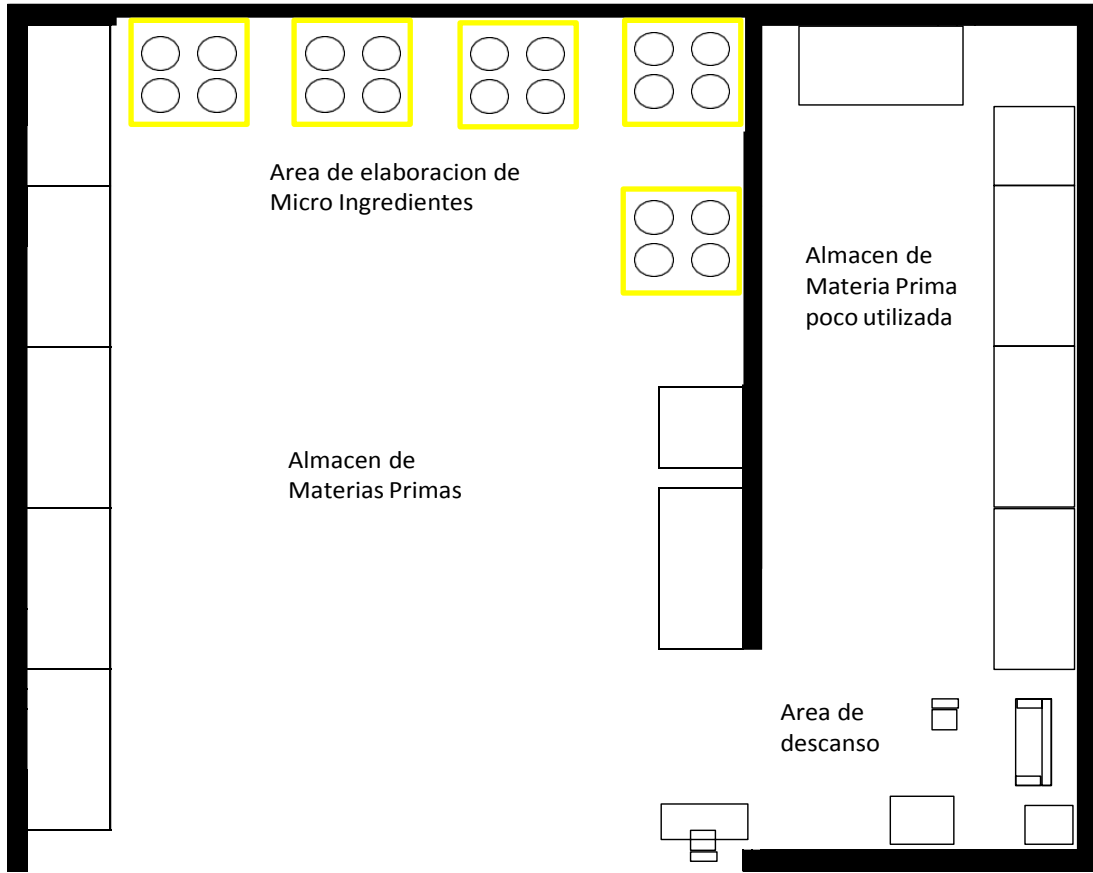 Area de elaboracion de
Micro Ingredientes
Almacen de
Materia Prima
poco utilizada
Almacen de
Materias Primas
Area de
descanso